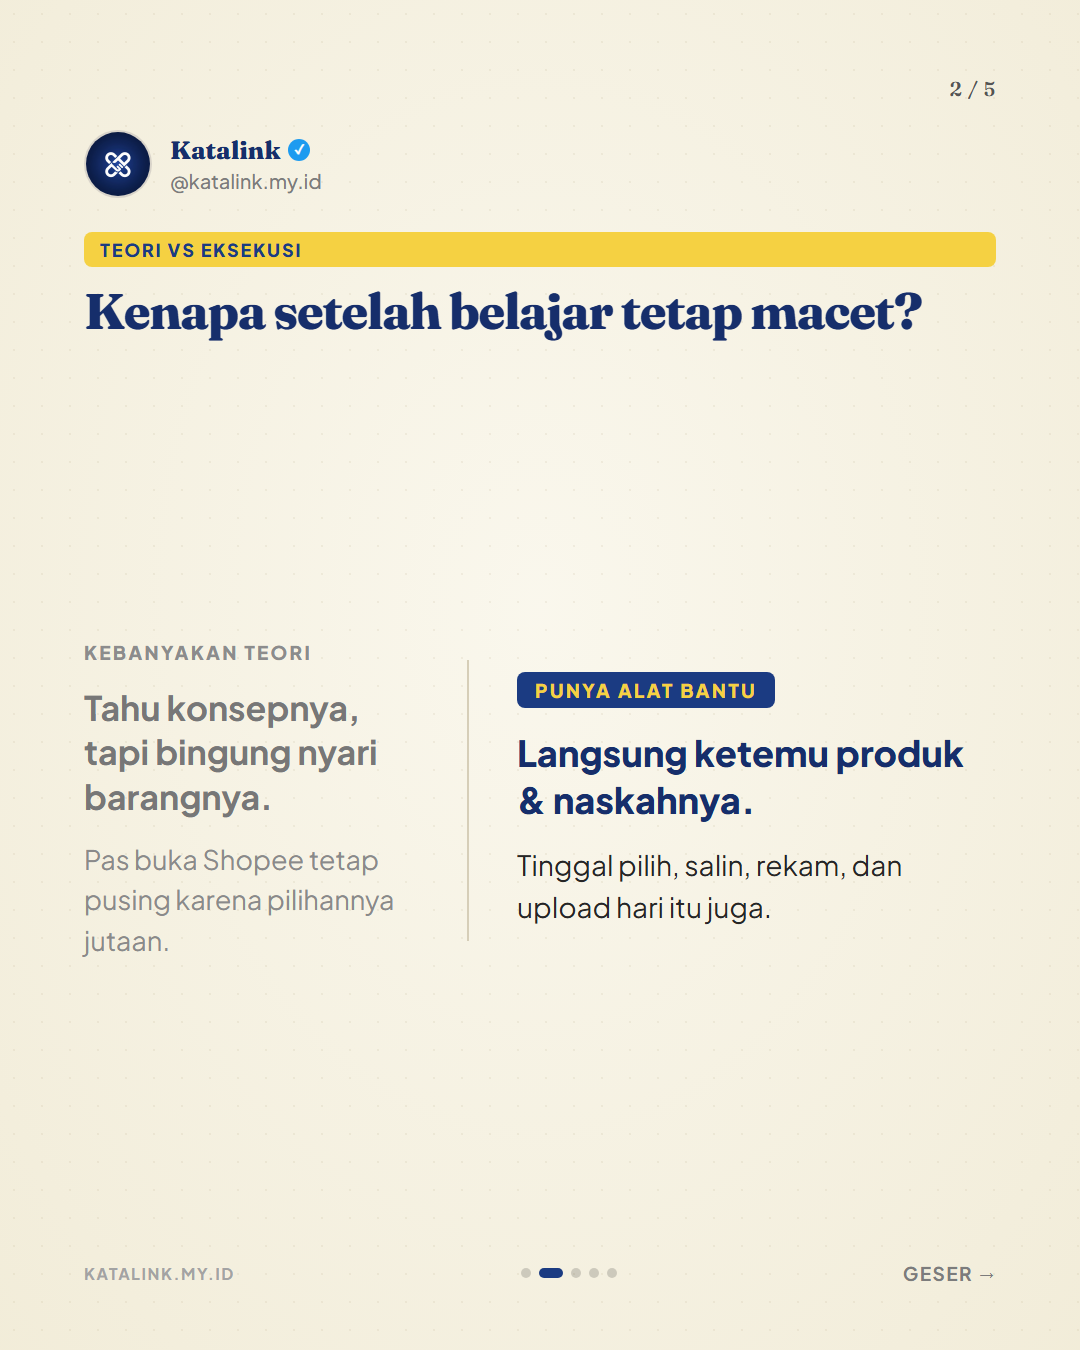 2 / 5
Katalink
@katalink.my.id
TEORI VS EKSEKUSI
Kenapa setelah belajar tetap macet?
KEBANYAKAN TEORI
Tahu konsepnya,
tapi bingung nyari
barangnya.
Pas buka Shopee tetap
pusing karena pilihannya
jutaan.
PUNYA ALAT BANTU
Langsung ketemu produk
& naskahnya.
Tinggal pilih, salin, rekam, dan
upload hari itu juga.
KATALINK.MY.ID
GESER →